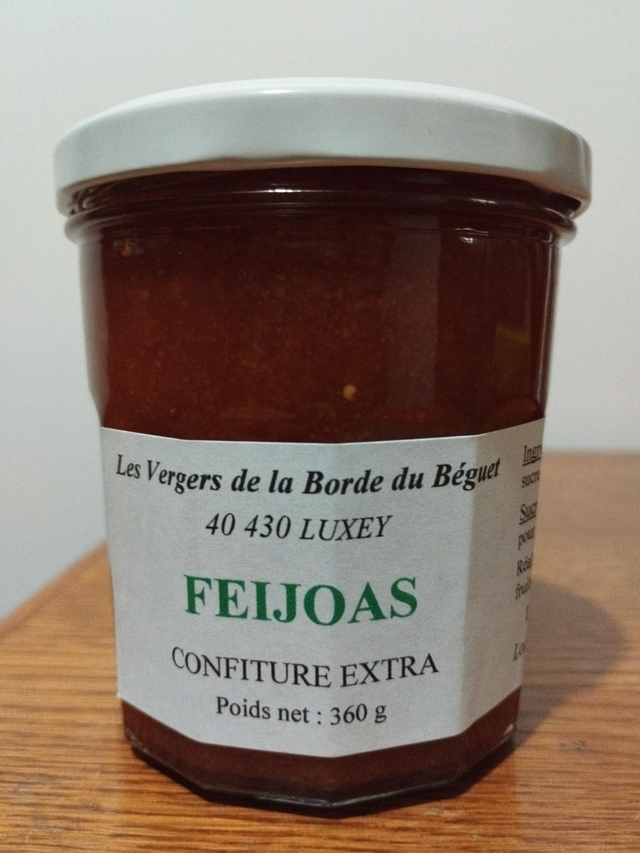 Les Vergers de la Borde du Béguet
40 430 LUXEY
FEIJOAS
CONFITURE EXTRA
Poids net : 360 g